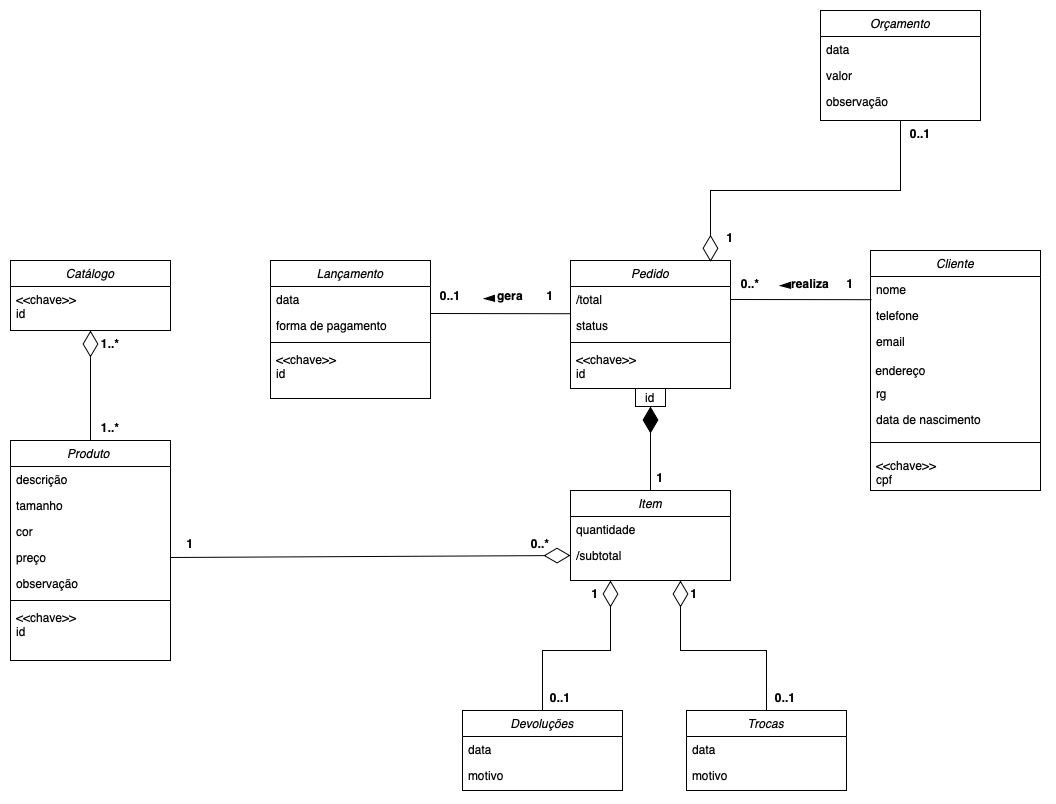 Orçamento
data
valor
observação
0..1
1
Catálogo
<<chave>>
id
1..*
1..*
Lançamento
data
forma de pagamento
<<chave>>
id
0..1
gera
1
Pedido
/total
status
<<chave>>
id
id
0..*
realiza
1
Cliente
nome
telefone
email
endereço
rg
data de nascimento
<<chave>>
cpf
Produto
descrição
tamanho
cor
preço
observação
<<chave>>
id
1
0..*
1
Item
quantidade
/subtotal
1
1
0..1
0..1
Devoluções
data
motivo
Trocas
data
motivo